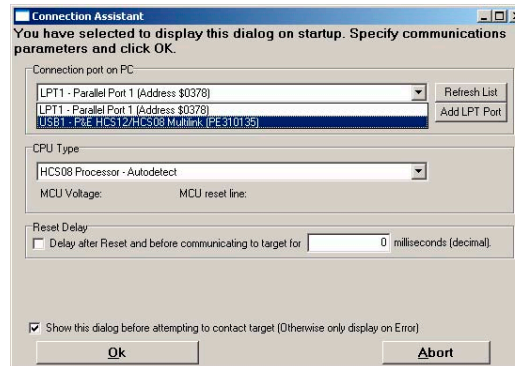 Connection Assistant
You have selected to display this dialog on startup. Specify communications
parameters and click OK.
Connection port on PC
LPT1 - Parallel Port 1 (Address $0378)
Refresh List
LPT1 - Parallel Port 1 (Address $0378)
USB1 - P&E HCS12/HCS08 Multilink (PE310135)
Add LPT Port
CPU Type
HCS08 Processor - Autodetect
MCU Voltage: MCU reset line:
Reset Delay
Delay after Reset and before communicating to target for 0 milliseconds (decimal).
Show this dialog before attempting to contact target (Otherwise only display on Error)
Ok Abort